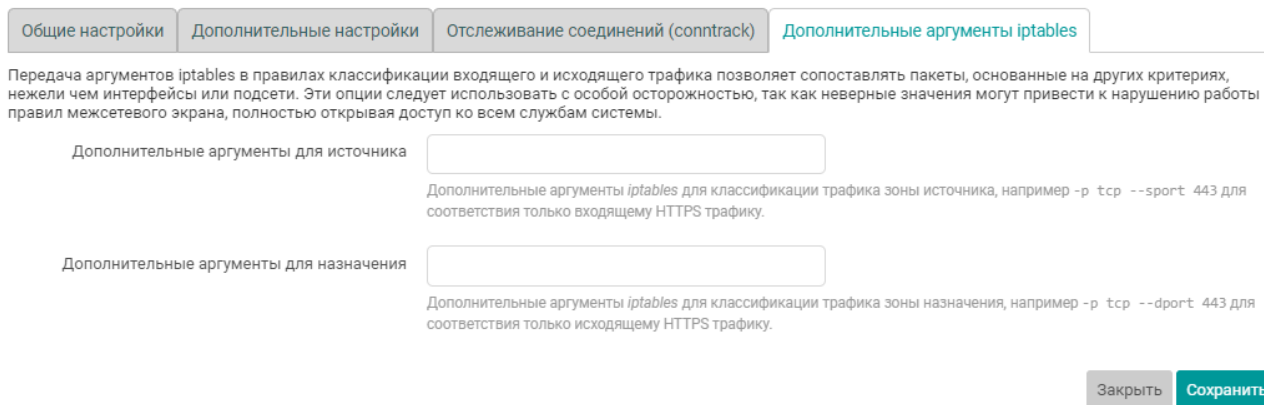 Общие настройки
Дополнительные настройки
Отслеживание соединений (conntrack)
Дополнительные аргументы iptables
Передача аргументов iptables в правилах классификации входящего и исходящего трафика позволяет сопоставлять пакеты, основанные на других критериях,
нежели чем интерфейсы или подсети. Эти опции следует использовать с особой осторожностью, так как неверные значения могут привести к нарушению работы
правил межсетевого экрана, полностью открывая доступ ко всем службам системы.
Дополнительные аргументы для источника
Дополнительные аргументы iptables для классификации трафика зоны источника, например -p tcp --sport 443 для
соответствия только входящему HTTPS трафику.
Дополнительные аргументы для назначения
Дополнительные аргументы iptables для классификации трафика зоны назначения, например -p tcp --dport 443 для
соответствия только исходящему HTTPS трафику.
Закрыть
Сохранить